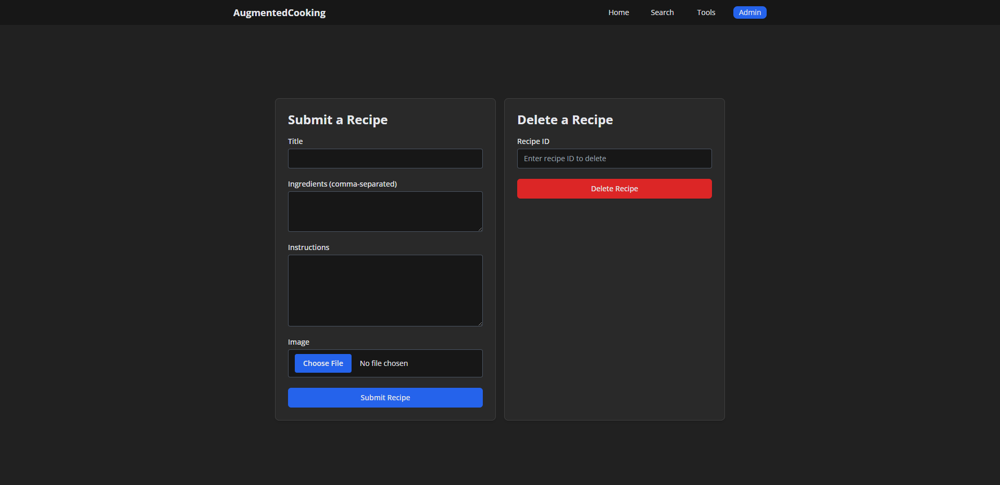 AugmentedCooking
Home
Search
Tools
Admin
Submit a Recipe
Title
Ingredients (comma-separated)
Instructions
Image
Choose File
No file chosen
Submit Recipe
Delete a Recipe
Recipe ID
Enter recipe ID to delete
Delete Recipe